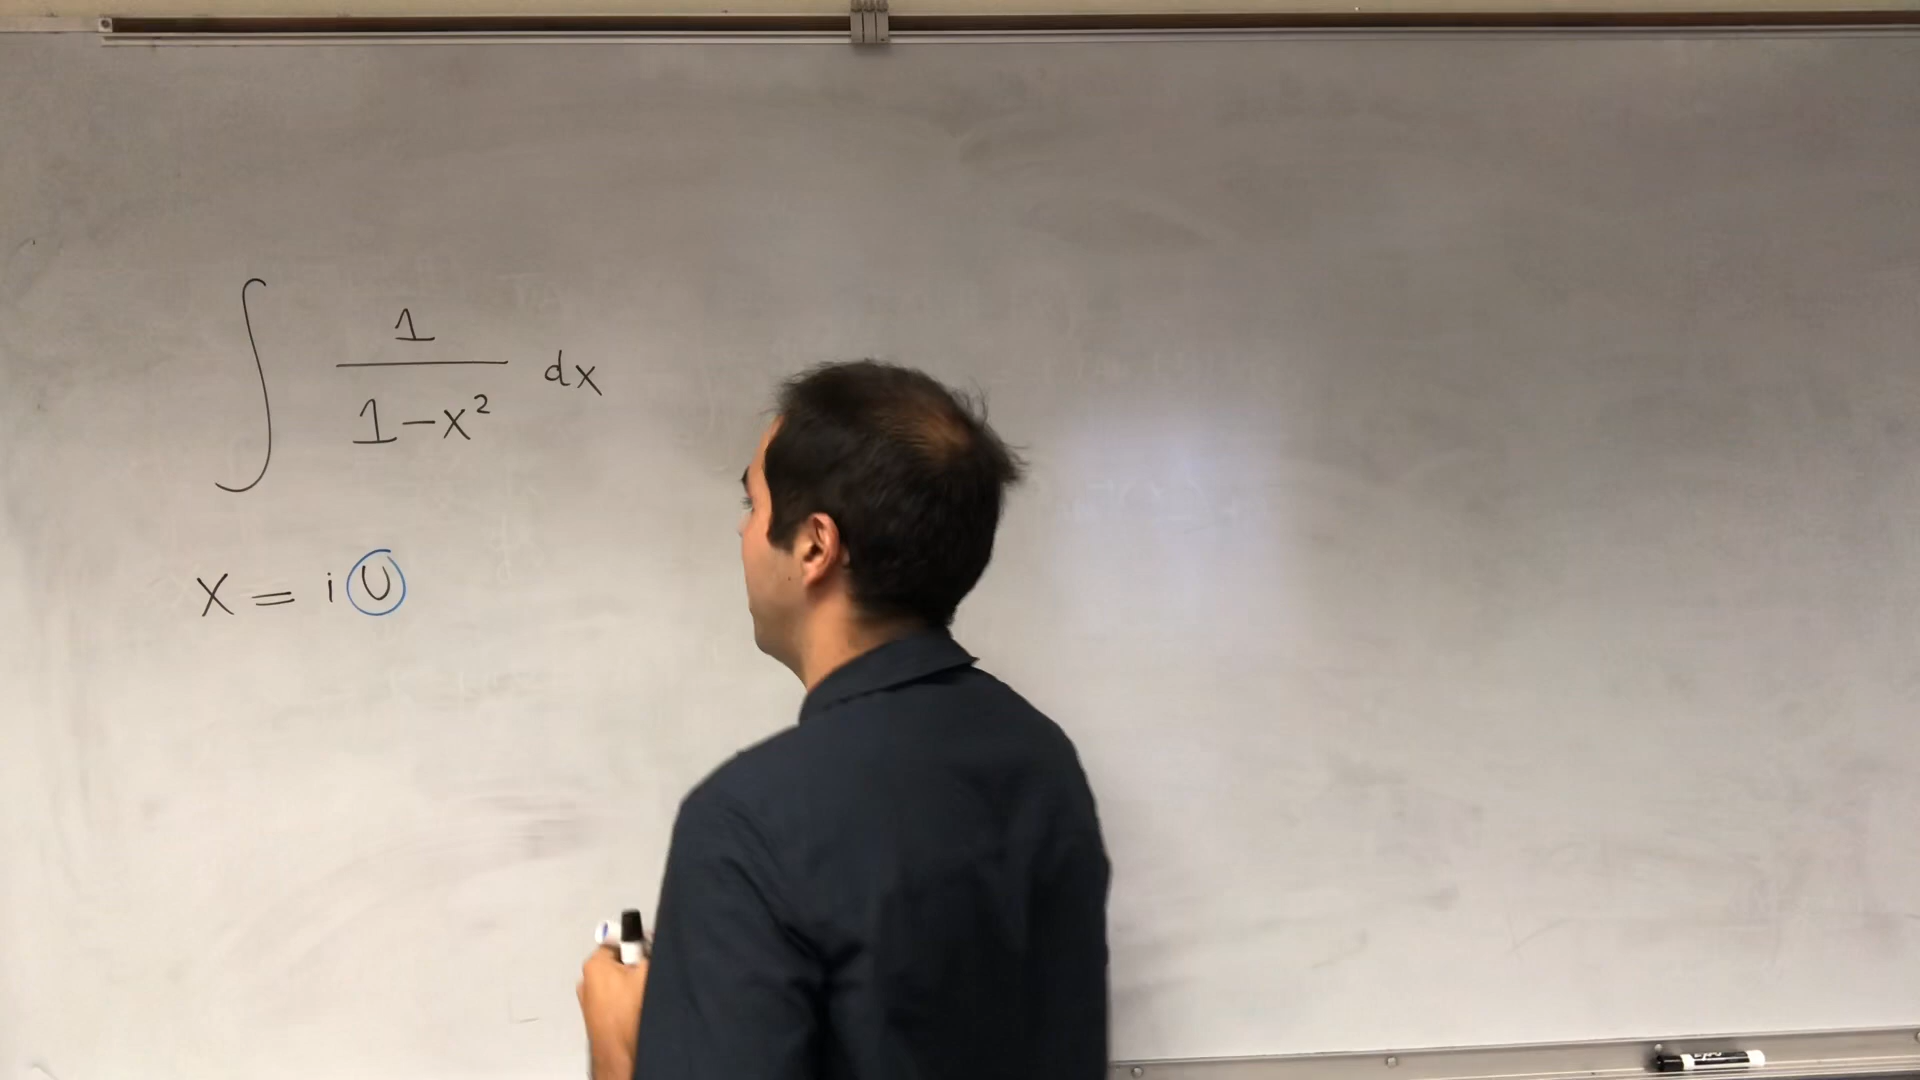 ∫ 1/(1-x²) dx
X = i U